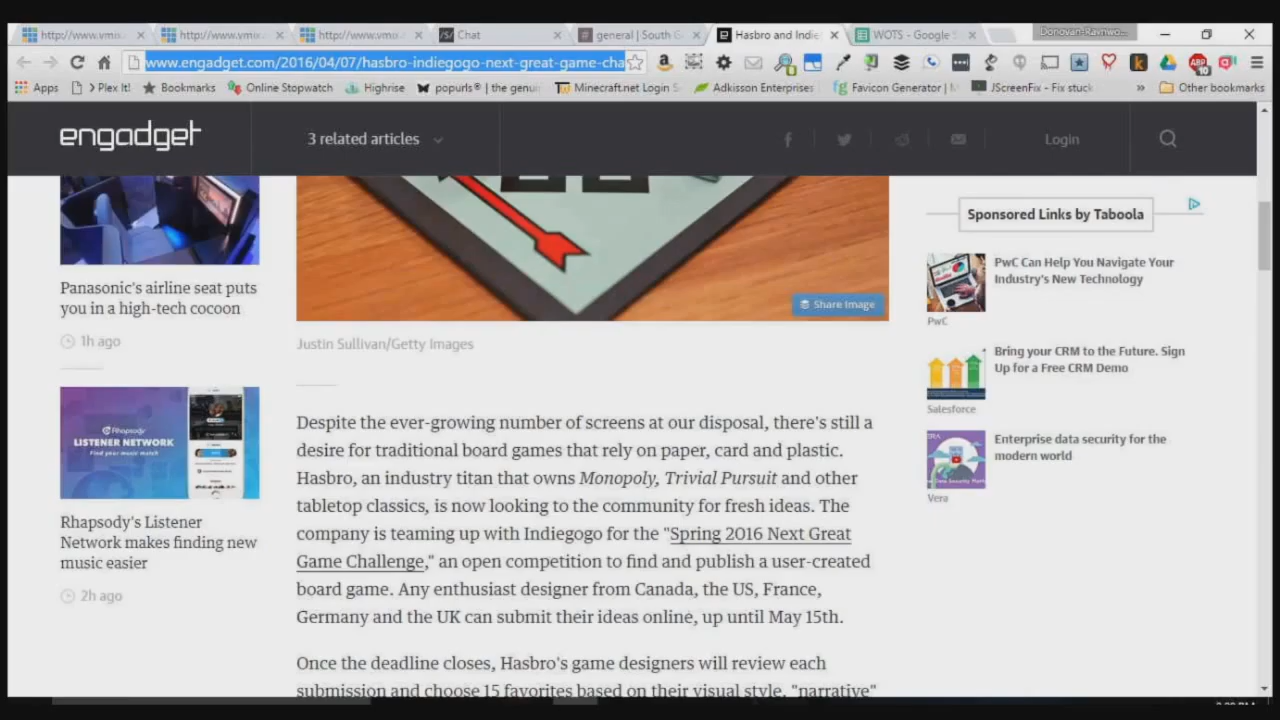 http://www.vmix.
http://www.vmix.
http://www.vmix.
/S/ Chat
general | South G
Hasbro and Indie
WOTS - Google
Donovan-Ravnwo...
www.engadget.com/2016/04/07/hasbro-indiegogo-next-great-game-cha
Apps
Plex It!
Bookmarks
Online Stopwatch
Highrise
popurls® | the genui
Minecraft.net Login
Adkisson Enterprises
Favicon Generator |
JScreenFix - Fix stuck
»
Other bookmarks
engadget
3 related articles
Login
Panasonic's airline seat puts
you in a high-tech cocoon
1h ago
Rhapsody
LISTENER NETWORK
Find your music match
Rhapsody's Listener
Network makes finding new
music easier
2h ago
Share Image
Justin Sullivan/Getty Images
Despite the ever-growing number of screens at our disposal, there's still a
desire for traditional board games that rely on paper, card and plastic.
Hasbro, an industry titan that owns Monopoly, Trivial Pursuit and other
tabletop classics, is now looking to the community for fresh ideas. The
company is teaming up with Indiegogo for the "Spring 2016 Next Great
Game Challenge," an open competition to find and publish a user-created
board game. Any enthusiast designer from Canada, the US, France,
Germany and the UK can submit their ideas online, up until May 15th.
Once the deadline closes, Hasbro's game designers will review each
submission and choose 15 favorites based on their visual style, "narrative"
Sponsored Links by Taboola
PwC Can Help You Navigate Your
Industry's New Technology
PwC
Bring your CRM to the Future. Sign
Up for a Free CRM Demo
Salesforce
Enterprise data security for the
modern world
Vera